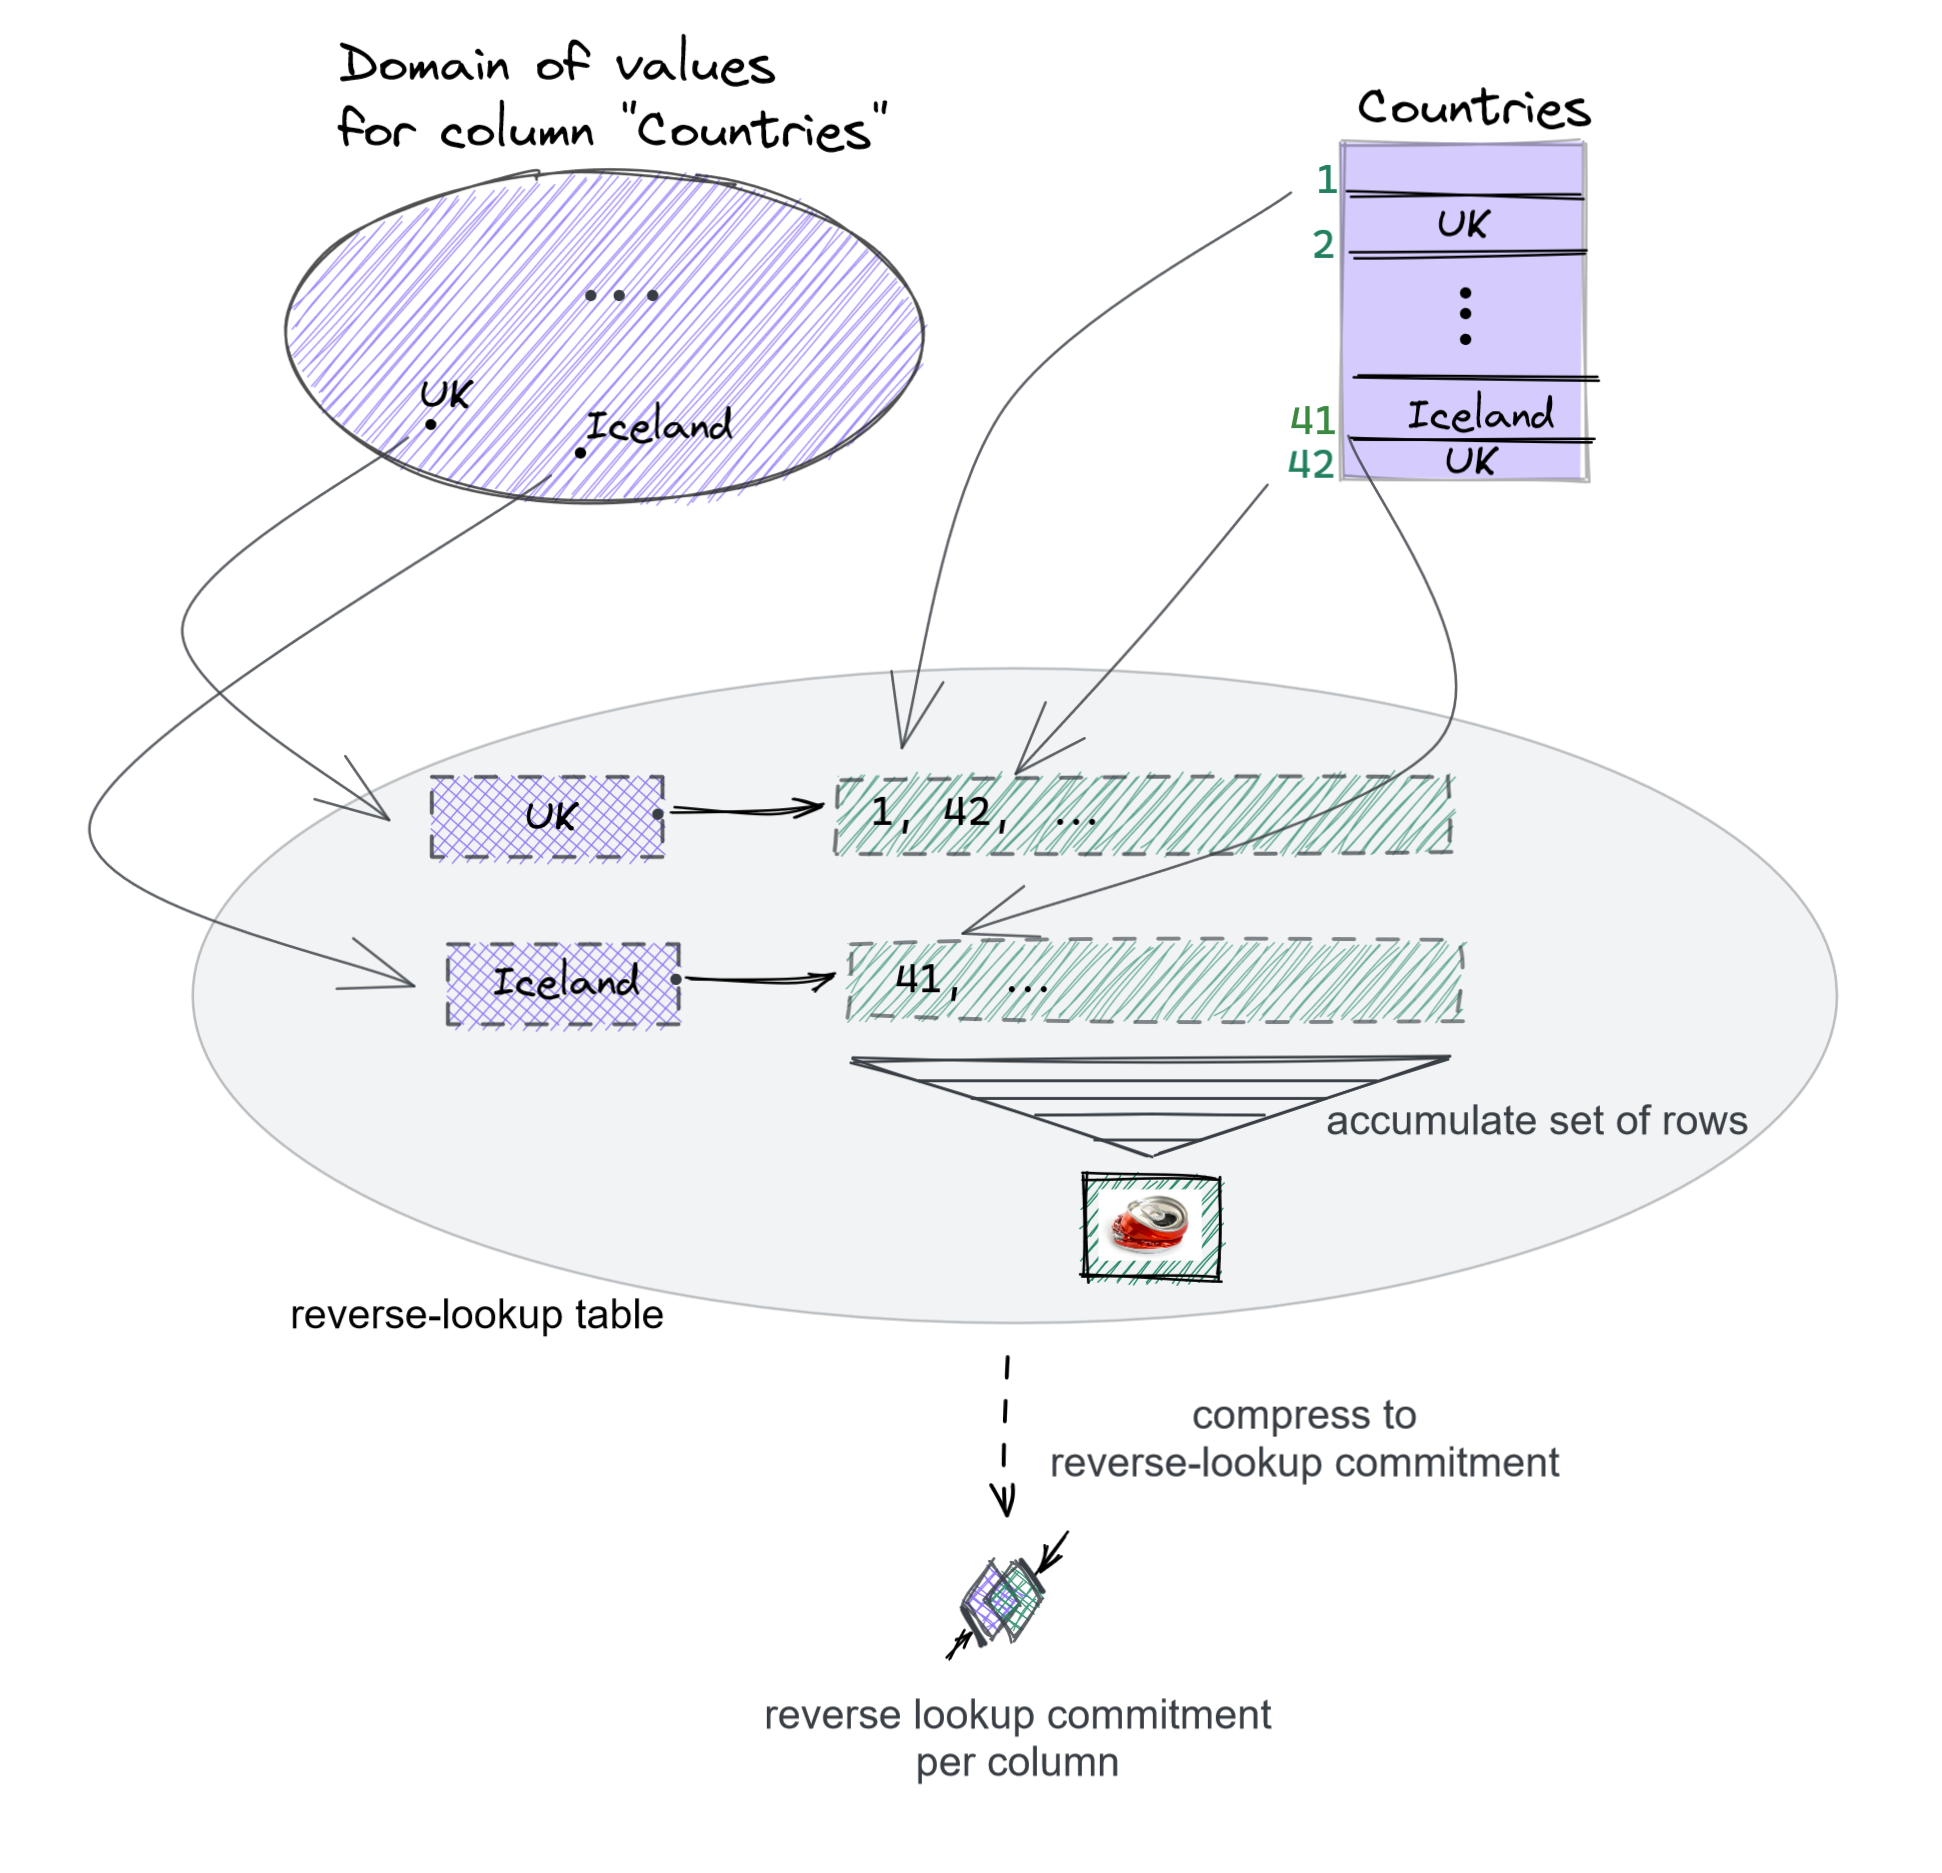 Domain of values
for column "Countries"
Countries
1
UK
2
UK
Iceland
41
Iceland
42
UK
UK
1, 42, ...
Iceland
41, ...
accumulate set of rows
reverse-lookup table
compress to
reverse-lookup commitment
reverse lookup commitment
per column